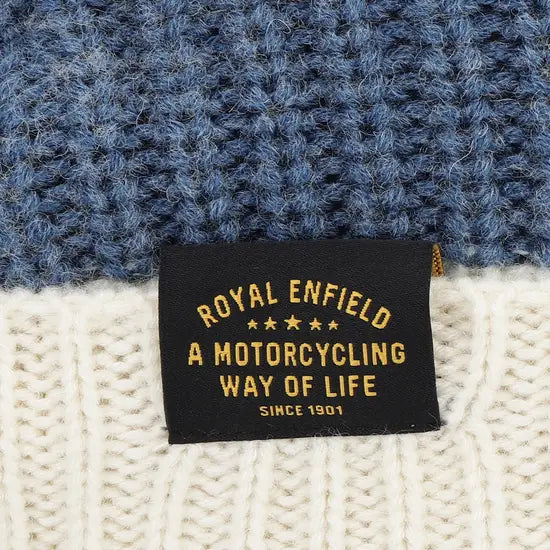 ROYAL ENFIELD
★★★★★
A MOTORCYCLING
WAY OF LIFE
SINCE 1901